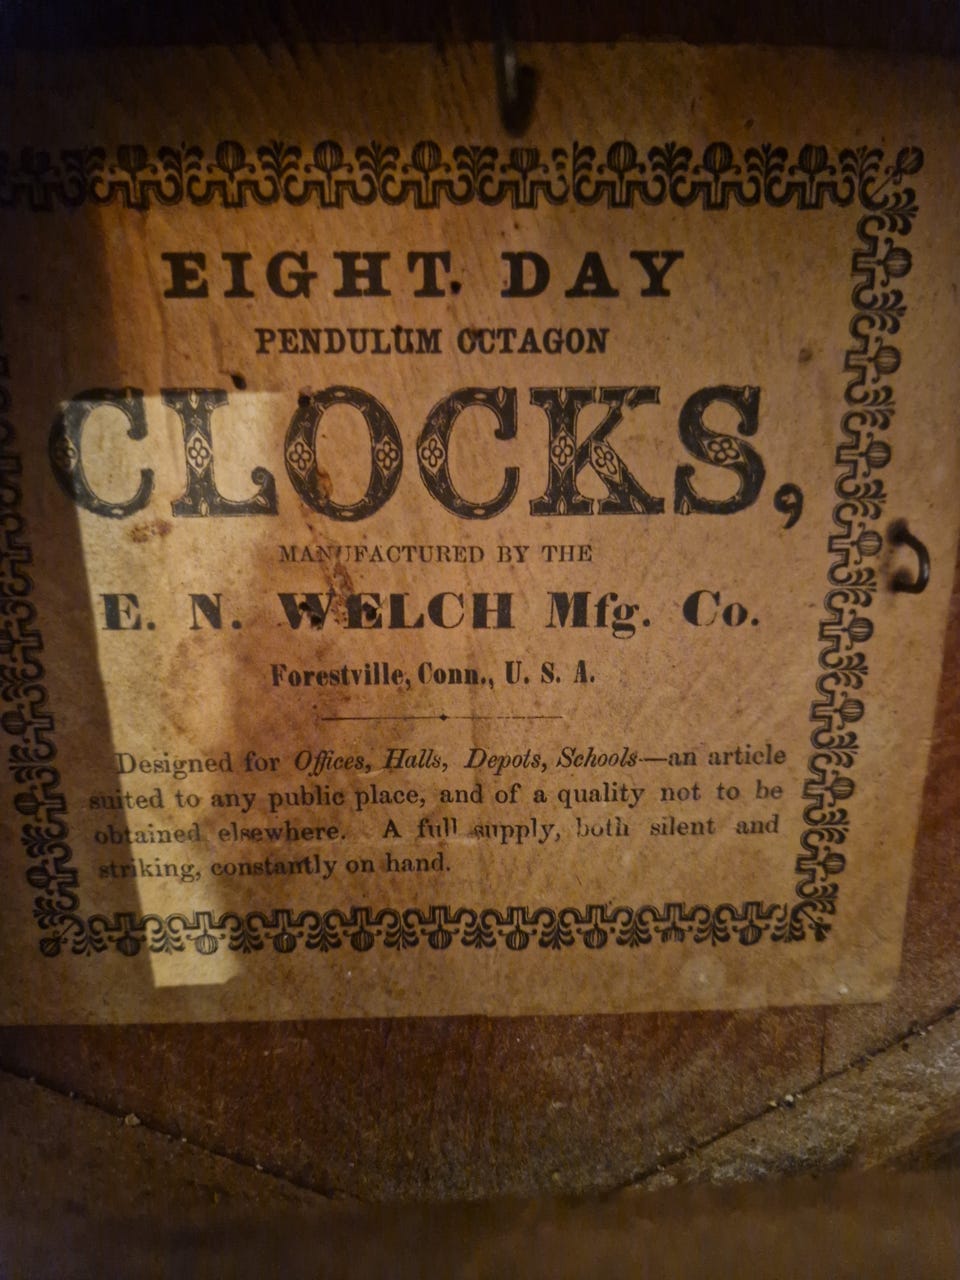 EIGHT DAY
PENDULUM OCTAGON
CLOCKS,
MANUFACTURED BY THE
E. N. WELCH Mfg. Co.
Forestville, Conn., U. S. A.
Designed for Offices, Halls, Depots, Schools—an article
suited to any public place, and of a quality not to be
obtained elsewhere. A full supply, both silent and
striking, constantly on hand.